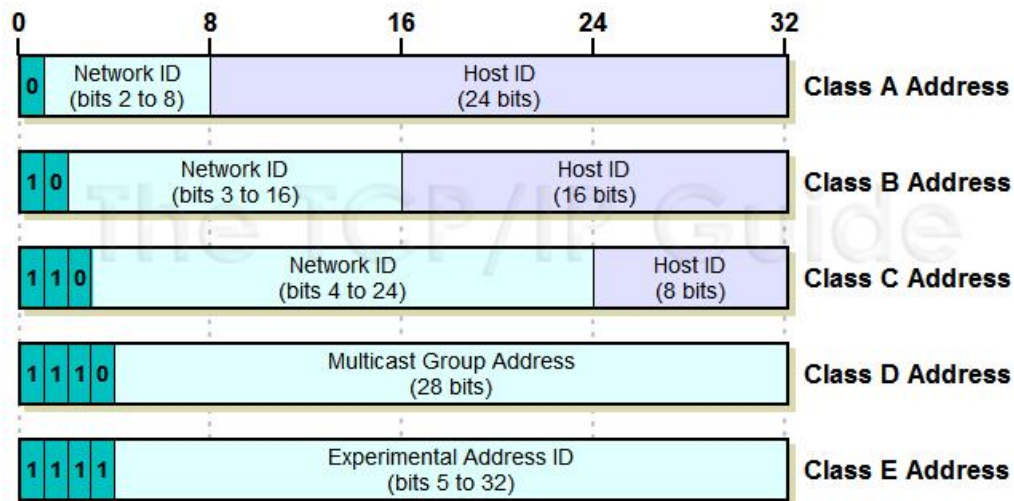 0 8 16 24 32
0 Network ID (bits 2 to 8) Host ID (24 bits) Class A Address
1 0 Network ID (bits 3 to 16) Host ID (16 bits) Class B Address
The TCP/IP Guide
1 1 0 Network ID (bits 4 to 24) Host ID (8 bits) Class C Address
1 1 1 0 Multicast Group Address (28 bits) Class D Address
1 1 1 1 Experimental Address ID (bits 5 to 32) Class E Address